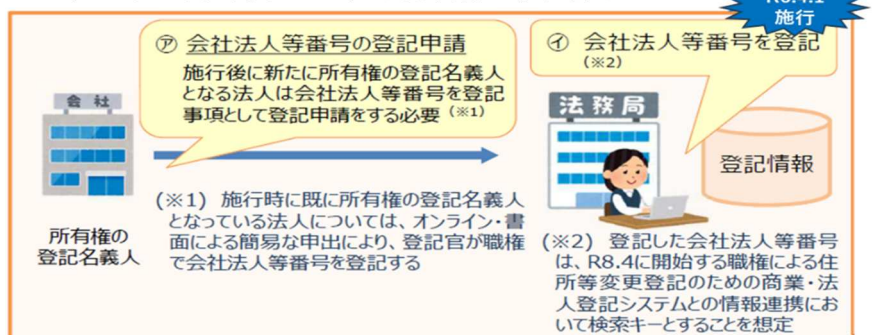 R6.4.1
施行
㋐ 会社法人等番号の登記申請
施行後に新たに所有権の登記名義人
となる法人は会社法人等番号を登記
事項として登記申請をする必要(※1)
㋑ 会社法人等番号を登記
(※2)
会社
法務局
登記情報
所有権の
登記名義人
(※1) 施行時に既に所有権の登記名義人
となっている法人については、オンライン・書
面による簡易な申出により、登記官が職権
で会社法人等番号を登記する
(※2) 登記した会社法人等番号
は、R8.4に開始する職権による住
所等変更登記のための商業・法
人登記システムとの情報連携にお
いて検索キーとすることを想定